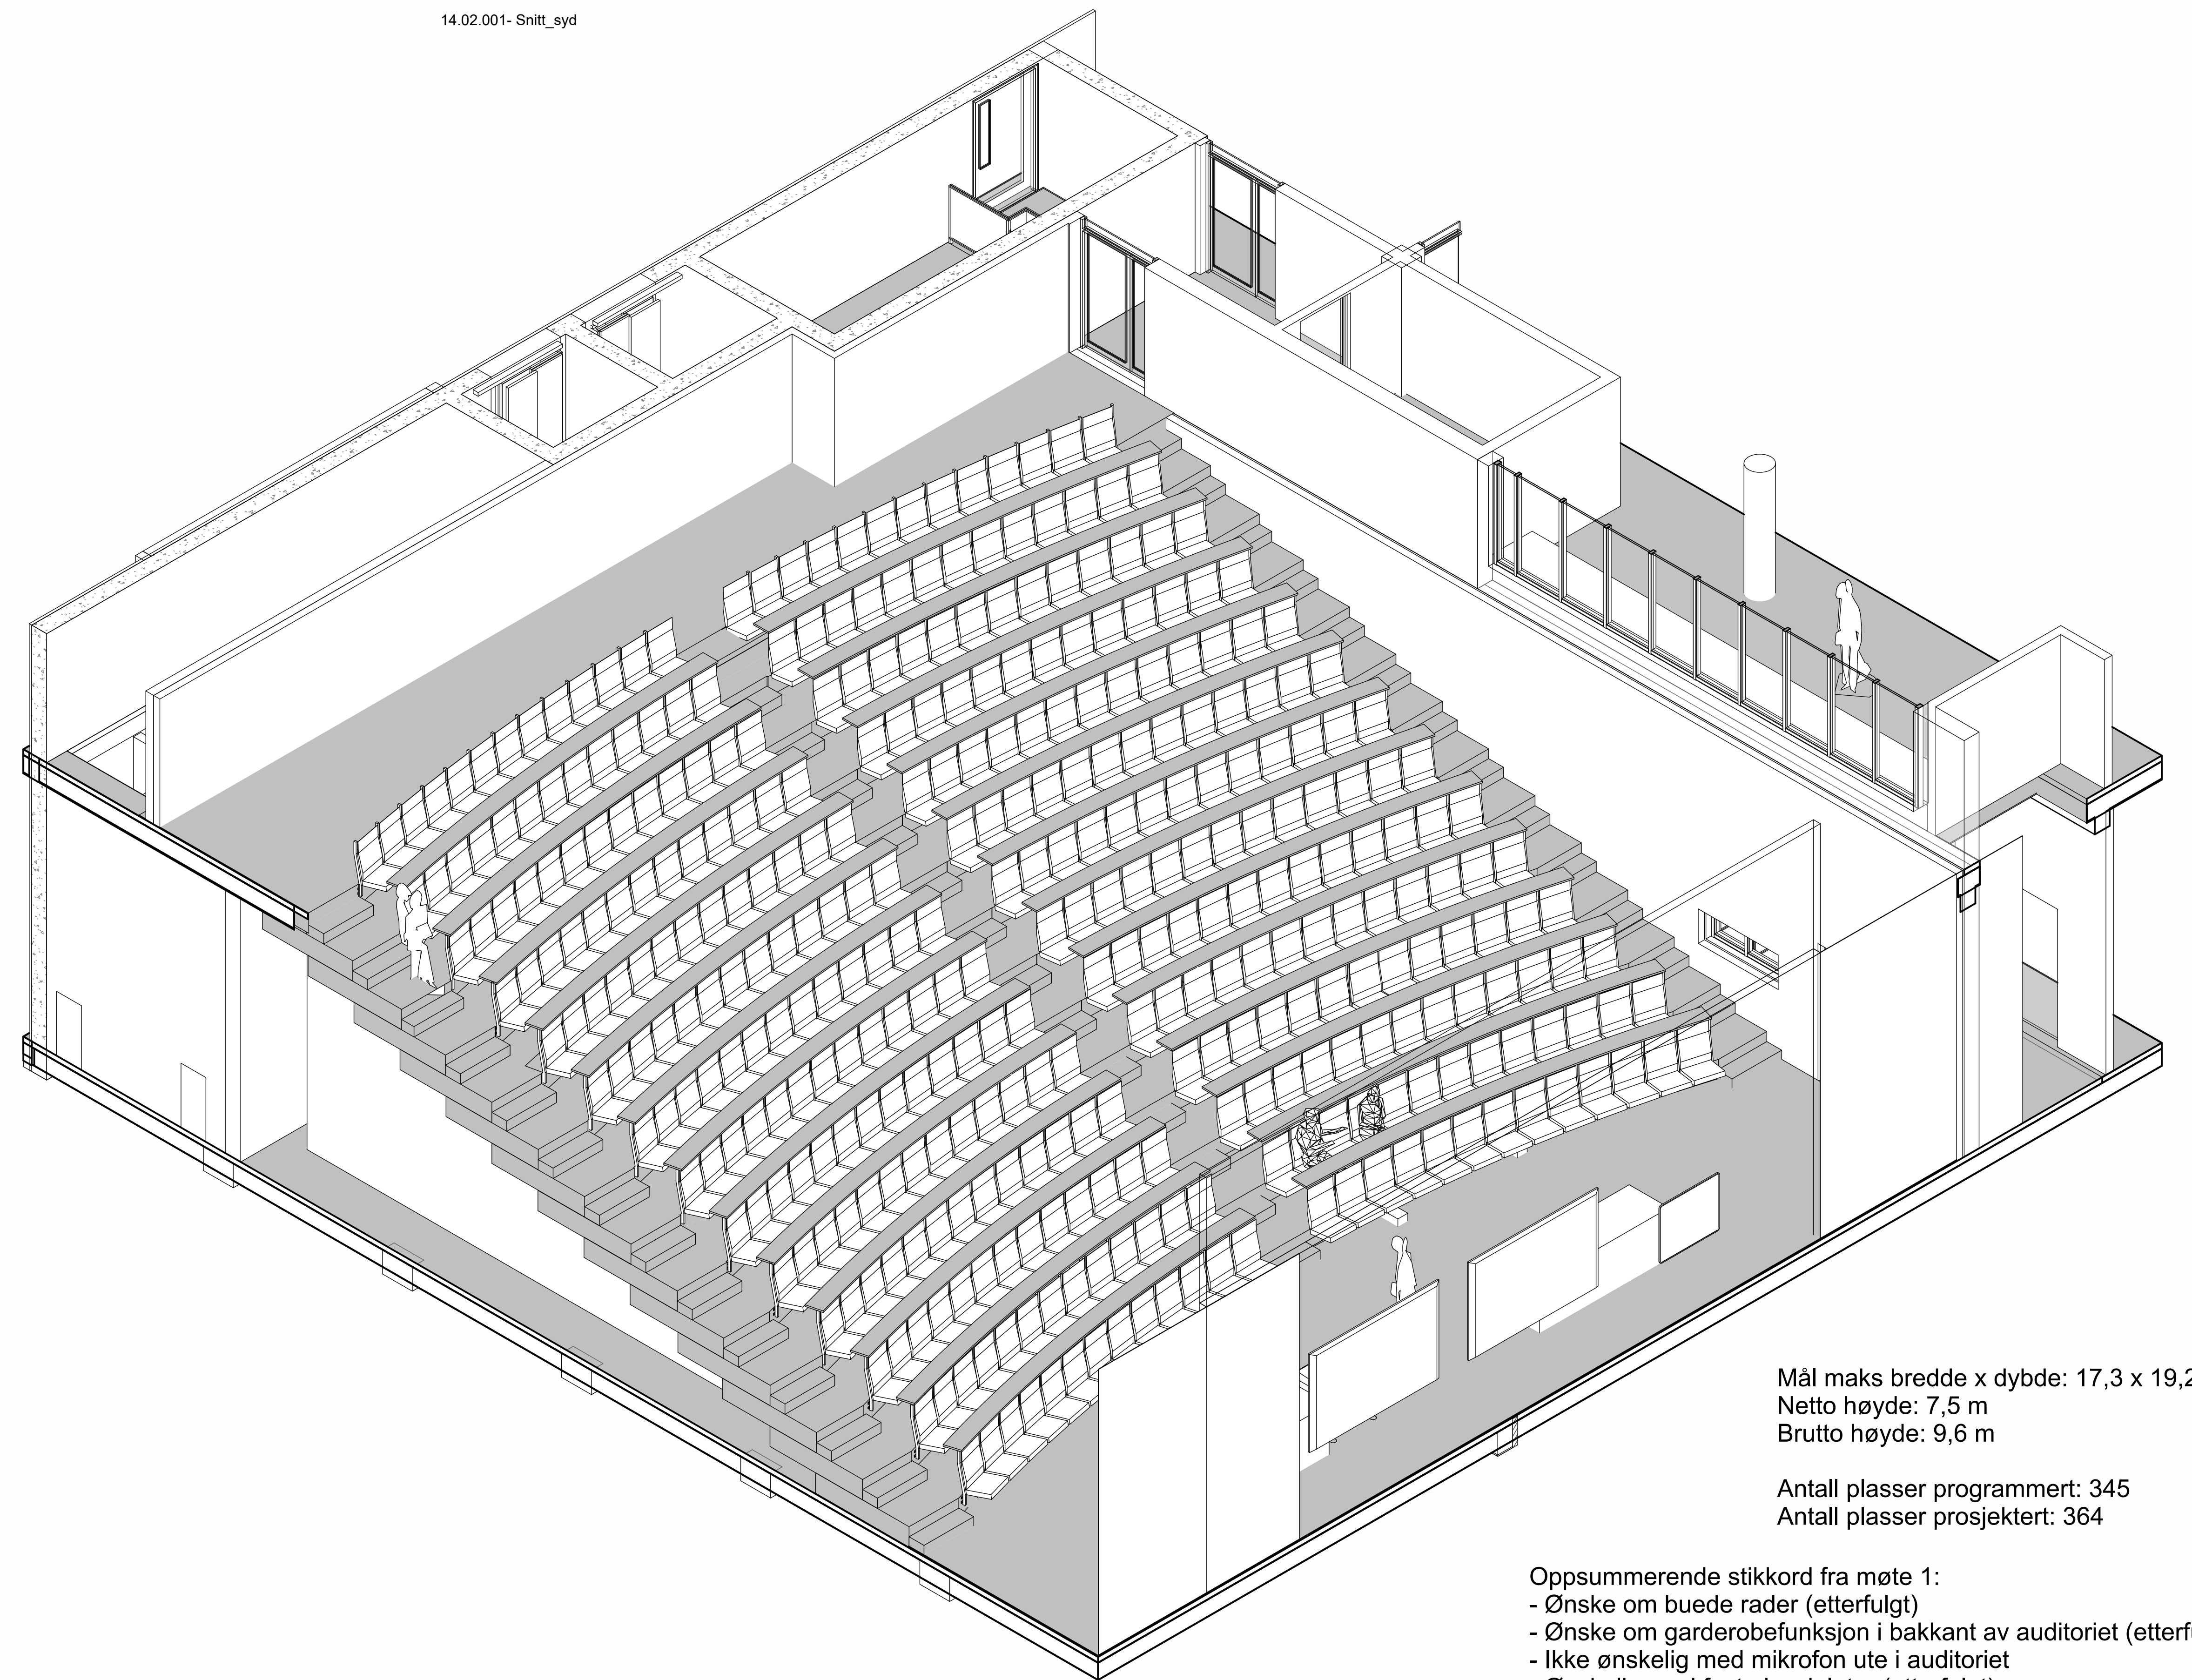 14.02.001- Snitt_syd
Mål maks bredde x dybde: 17,3 x 19,2
Netto høyde: 7,5 m
Brutto høyde: 9,6 m
Antall plasser programmert: 345
Antall plasser prosjektert: 364
Oppsummerende stikkord fra møte 1:
- Ønske om buede rader (etterfulgt)
- Ønske om garderobefunksjon i bakkant av auditoriet
- Ikke ønskelig med mikrofon ute i auditoriet